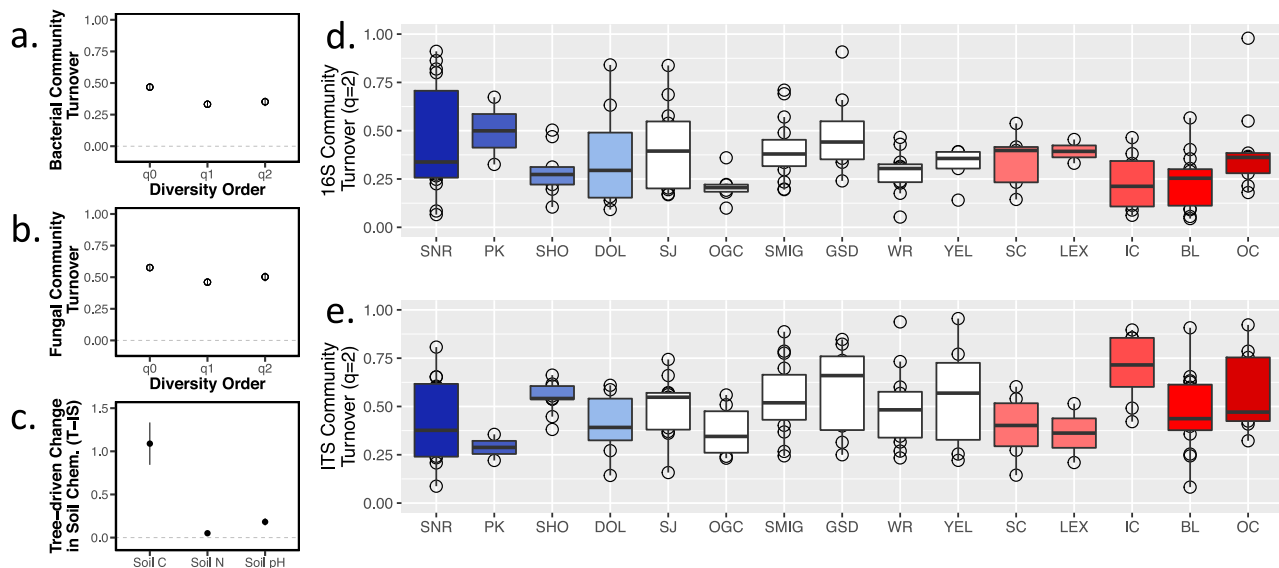 a.
Bacterial Community
Turnover
1.00
0.75
0.50
0.25
0.00
q0 q1 q2
Diversity Order
b.
Fungal Community
Turnover
1.00
0.75
0.50
0.25
0.00
q0 q1 q2
Diversity Order
c.
Tree−driven Change
in Soil Chem. (T−IS)
1.5
1.0
0.5
0.0
Soil C Soil N Soil pH
d.
16S Community
Turnover (q=2)
1.00
0.75
0.50
0.25
0.00
SNR PK SHO DOL SJ OGC SMIG GSD WR YEL SC LEX IC BL OC
e.
ITS Community
Turnover (q=2)
1.00
0.75
0.50
0.25
0.00
SNR PK SHO DOL SJ OGC SMIG GSD WR YEL SC LEX IC BL OC